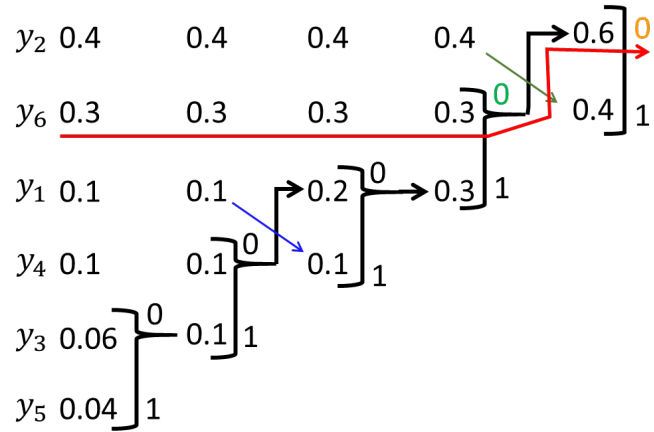 y₂ 0.4 0.4 0.4 0.4 0.6 0
y₆ 0.3 0.3 0.3 0.3 0 0.4 1
y₁ 0.1 0.1 0.2 0 0.3 1
y₄ 0.1 0.1 0 0.1 1
y₃ 0.06 0 0.1 1
y₅ 0.04 1